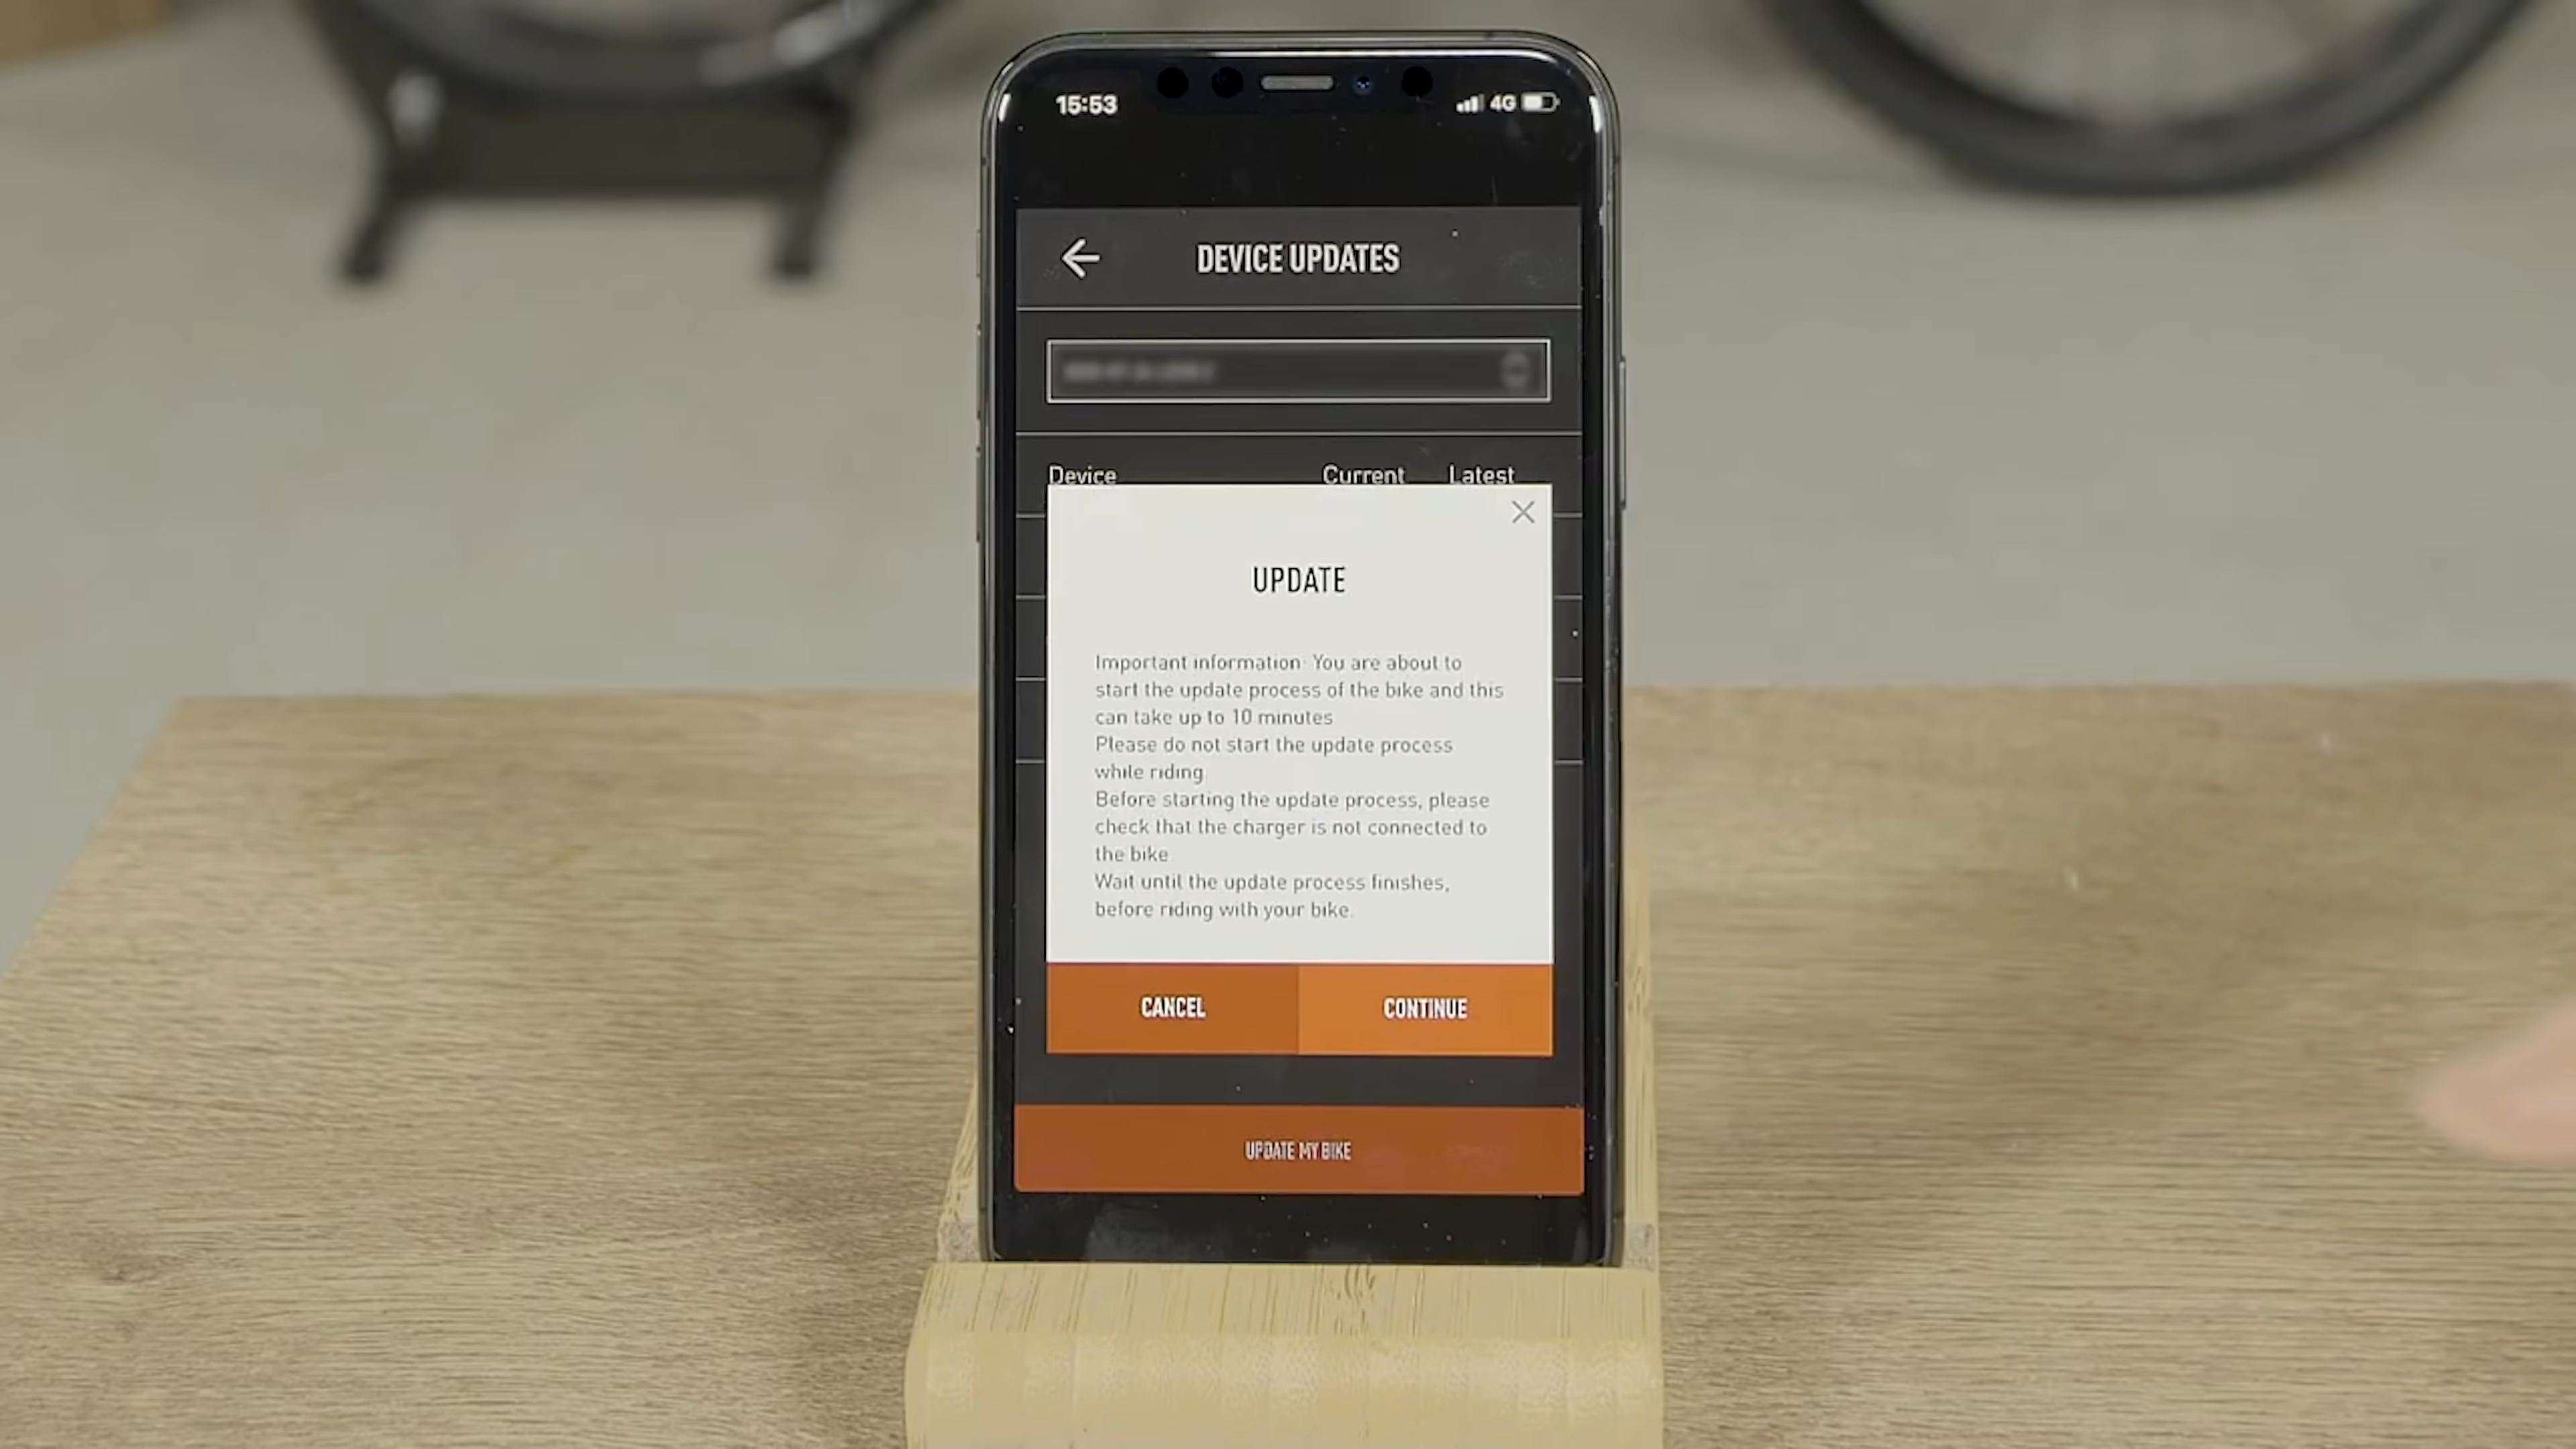 15:53
4G
DEVICE UPDATES
Device Current Latest
UPDATE
Important information: You are about to
start the update process of the bike and this
can take up to 10 minutes
Please do not start the update process
while riding
Before starting the update process, please
check that the charger is not connected to
the bike
Wait until the update process finishes,
before riding with your bike.
CANCEL
CONTINUE
UPDATE MY BIKE